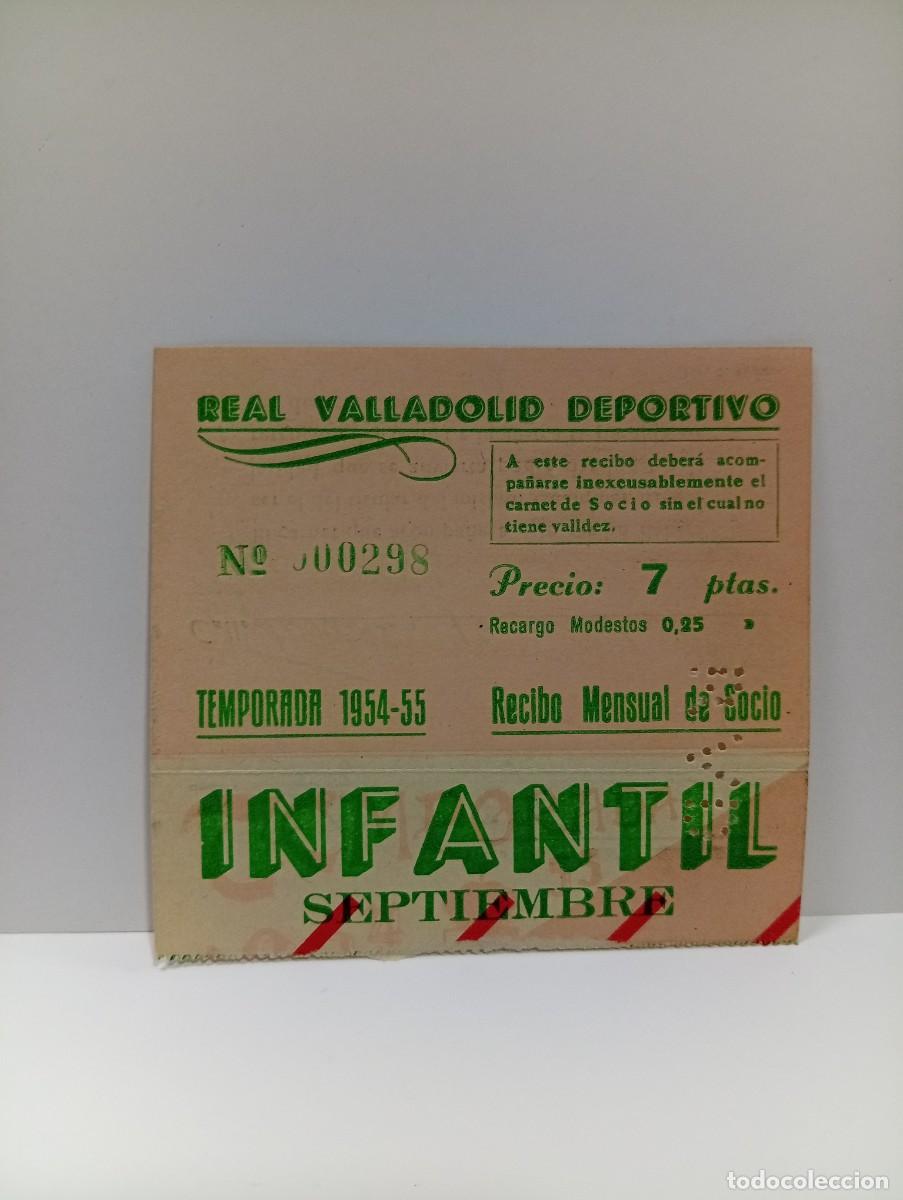 REAL VALLADOLID DEPORTIVO
A este recibo deberá acom-
pañarse inexcusablemente el
carnet de Socio sin el cual no
tiene validez.
Nº 000298
Precio: 7 ptas.
Recargo Modestos 0,25 »
TEMPORADA 1954-55
Recibo Mensual de Socio
INFANTIL
SEPTIEMBRE
todocoleccion